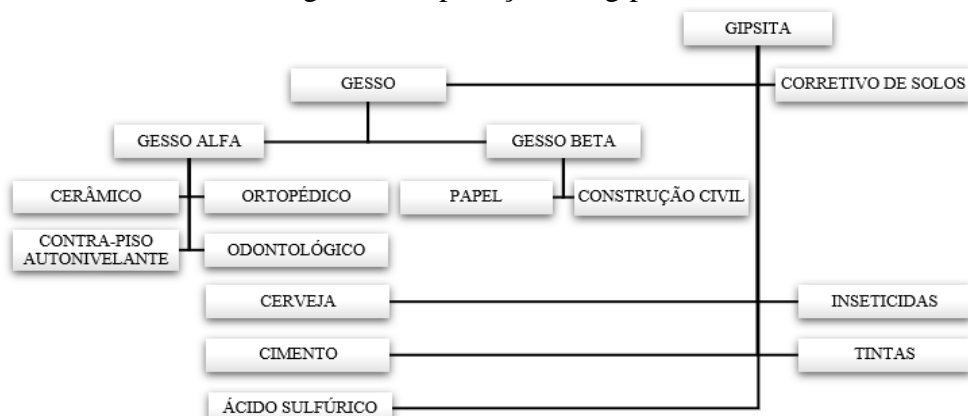 GIPSITA
GESSO
CORRETIVO DE SOLOS
GESSO ALFA
GESSO BETA
CERÂMICO
ORTOPÉDICO
PAPEL
CONSTRUÇÃO CIVIL
CONTRA-PISO
AUTONIVELANTE
ODONTOLÓGICO
CERVEJA
INSETICIDAS
CIMENTO
TINTAS
ÁCIDO SULFÚRICO